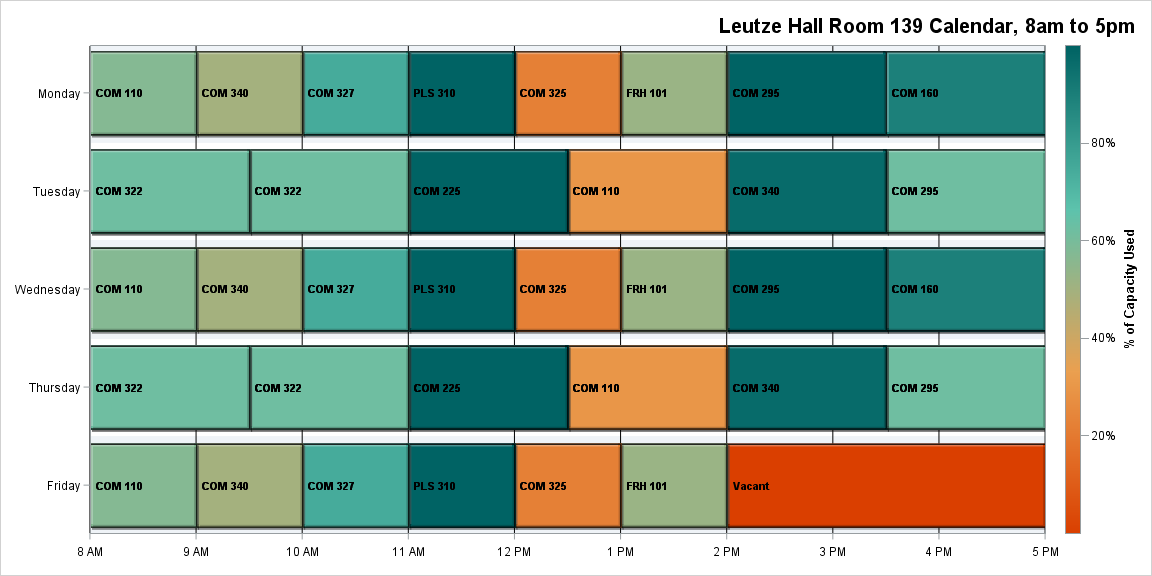 Leutze Hall Room 139 Calendar, 8am to 5pm
Monday
COM 110
COM 340
COM 327
PLS 310
COM 325
FRH 101
COM 295
COM 160
Tuesday
COM 322
COM 322
COM 225
COM 110
COM 340
COM 295
Wednesday
COM 110
COM 340
COM 327
PLS 310
COM 325
FRH 101
COM 295
COM 160
Thursday
COM 322
COM 322
COM 225
COM 110
COM 340
COM 295
Friday
COM 110
COM 340
COM 327
PLS 310
COM 325
FRH 101
Vacant
8 AM
9 AM
10 AM
11 AM
12 PM
1 PM
2 PM
3 PM
4 PM
5 PM
80%
60%
40%
20%
% of Capacity Used